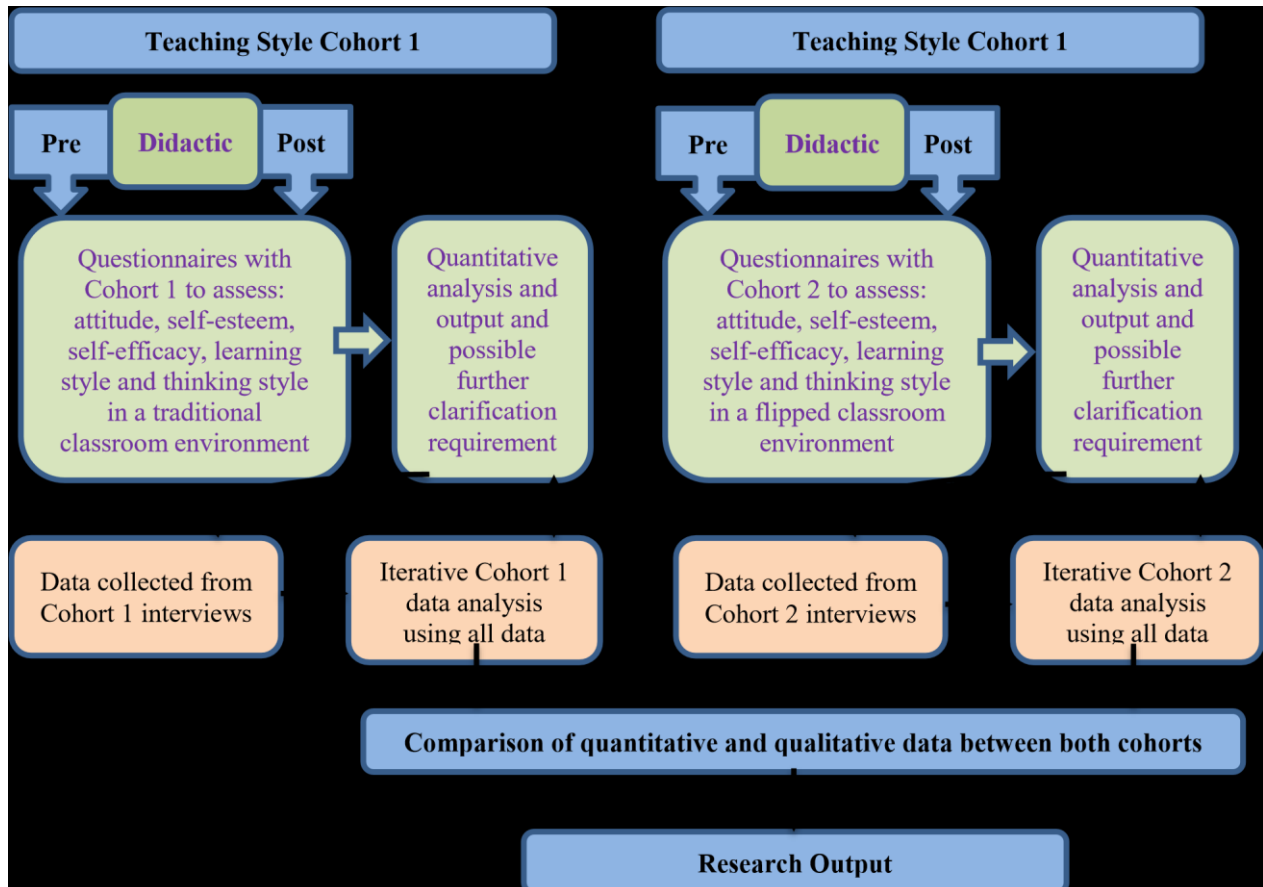 Teaching Style Cohort 1
Pre
Didactic
Post
Questionnaires with
Cohort 1 to assess:
attitude, self-esteem,
self-efficacy, learning
style and thinking style
in a traditional
classroom environment
Quantitative
analysis and
output and
possible
further
clarification
requirement
Data collected from
Cohort 1 interviews
Iterative Cohort 1
data analysis
using all data
Teaching Style Cohort 1
Pre
Didactic
Post
Questionnaires with
Cohort 2 to assess:
attitude, self-esteem,
self-efficacy, learning
style and thinking style
in a flipped classroom
environment
Quantitative
analysis and
output and
possible
further
clarification
requirement
Data collected from
Cohort 2 interviews
Iterative Cohort 2
data analysis
using all data
Comparison of quantitative and qualitative data between both cohorts
Research Output